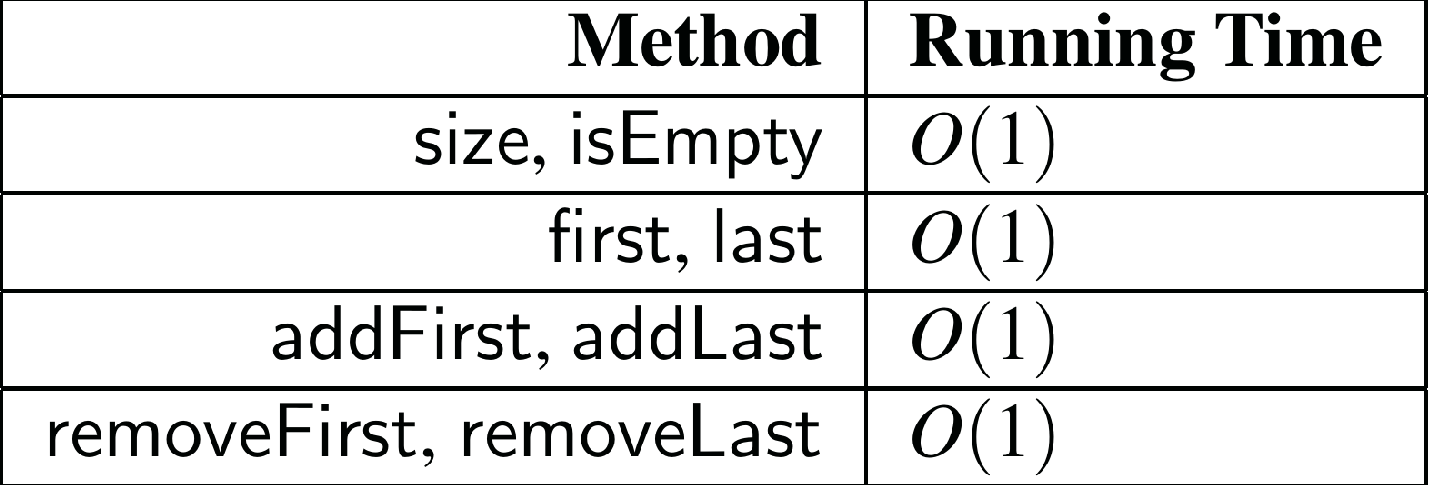 Method Running Time
size, isEmpty O(1)
first, last O(1)
addFirst, addLast O(1)
removeFirst, removeLast O(1)